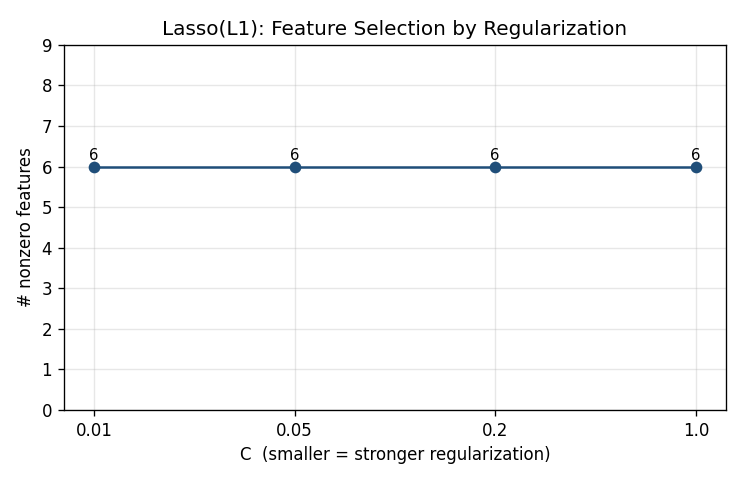 Lasso(L1): Feature Selection by Regularization
9
8
7
6
5
4
3
2
1
0
# nonzero features
6 6 6 6
0.01 0.05 0.2 1.0
C (smaller = stronger regularization)